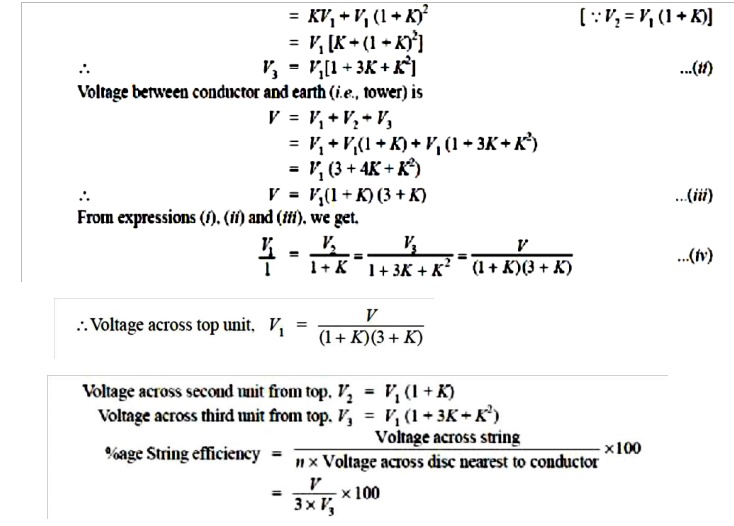 = KV₁ + V₁ (1 + K)² [∵ V₂ = V₁ (1 + K)]
= V₁ [K + (1 + K)²]
∴ V₃ = V₁[1 + 3K + K²] ...(ii)
Voltage between conductor and earth (i.e., tower) is
V = V₁ + V₂ + V₃
= V₁ + V₁(1 + K) + V₁ (1 + 3K + K²)
= V₁ (3 + 4K + K²)
∴ V = V₁(1 + K) (3 + K) ...(iii)
From expressions (i), (ii) and (iii), we get,
V₁/1 = V₂/(1 + K) = V₃/(1 + 3K + K²) = V/((1 + K)(3 + K)) ...(iv)
∴ Voltage across top unit, V₁ = V/((1 + K)(3 + K))
Voltage across second unit from top, V₂ = V₁ (1 + K)
Voltage across third unit from top, V₃ = V₁ (1 + 3K + K²)
%age String efficiency = Voltage across string / (n × Voltage across disc nearest to conductor) ×100
= V/(3 × V₃) × 100